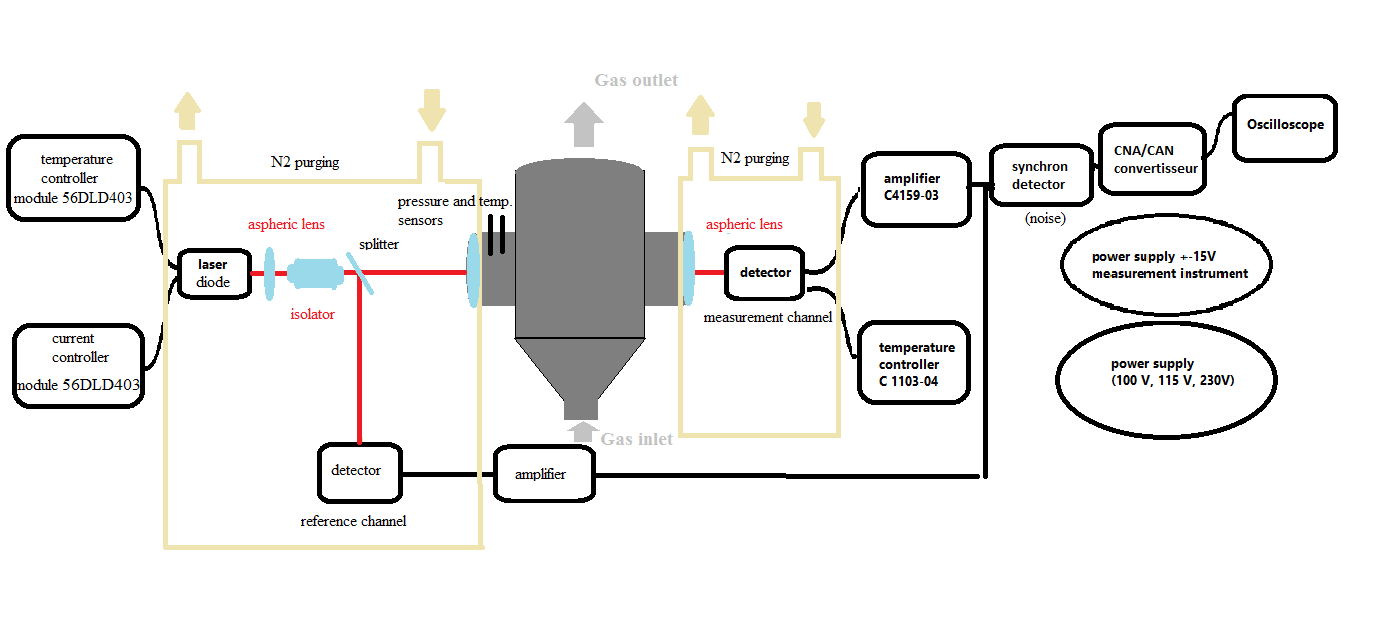 Gas outlet
temperature
controller
module 56DLD403
N2 purging
pressure and temp.
sensors
aspheric lens
splitter
laser
diode
isolator
current
controller
module 56DLD403
detector
reference channel
amplifier
Gas inlet
N2 purging
aspheric lens
detector
measurement channel
amplifier
C4159-03
temperature
controller
C 1103-04
synchron
detector
(noise)
CNA/CAN
convertisseur
Oscilloscope
power supply +-15V
measurement instrument
power supply
(100 V, 115 V, 230V)